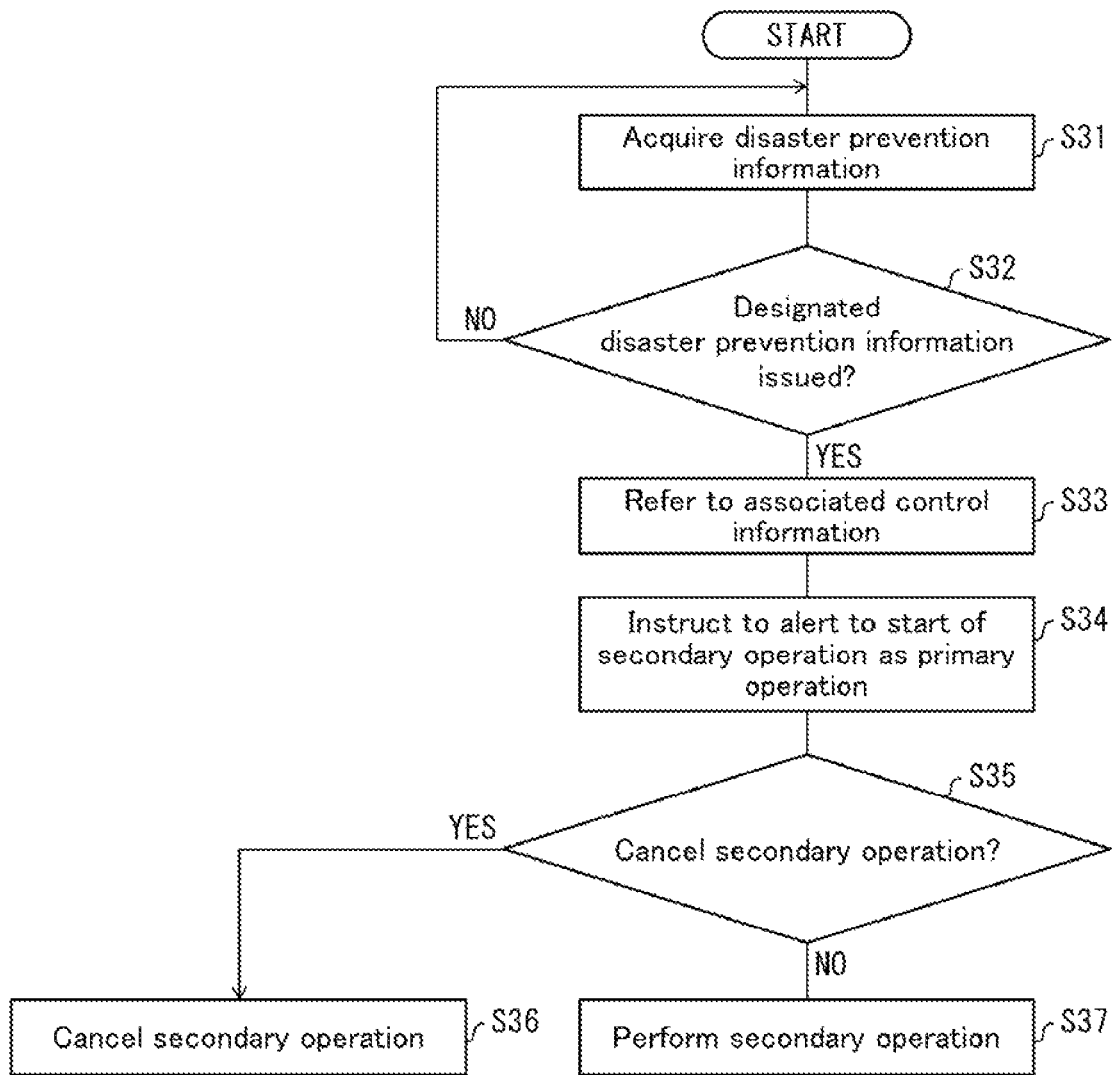 START
Acquire disaster prevention
information
S31
S32
Designated
disaster prevention information
issued?
NO
YES
Refer to associated control
information
S33
Instruct to alert to start of
secondary operation as primary
operation
S34
S35
YES
Cancel secondary operation?
NO
Cancel secondary operation
S36
Perform secondary operation
S37